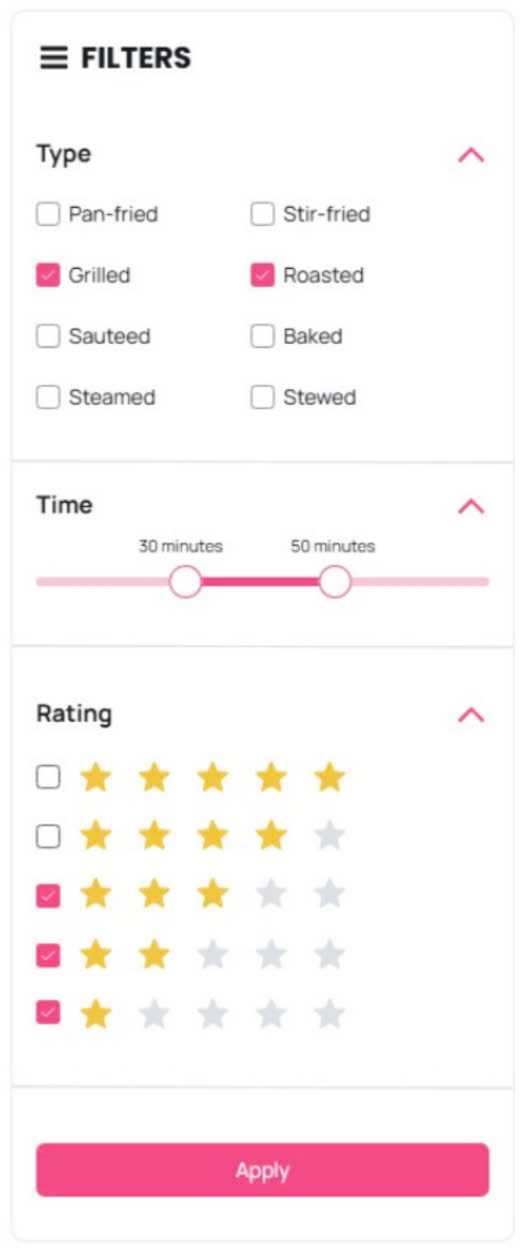 FILTERS
Type
Pan-fried Stir-fried
Grilled Roasted
Sauteed Baked
Steamed Stewed
Time
30 minutes 50 minutes
Rating
Apply